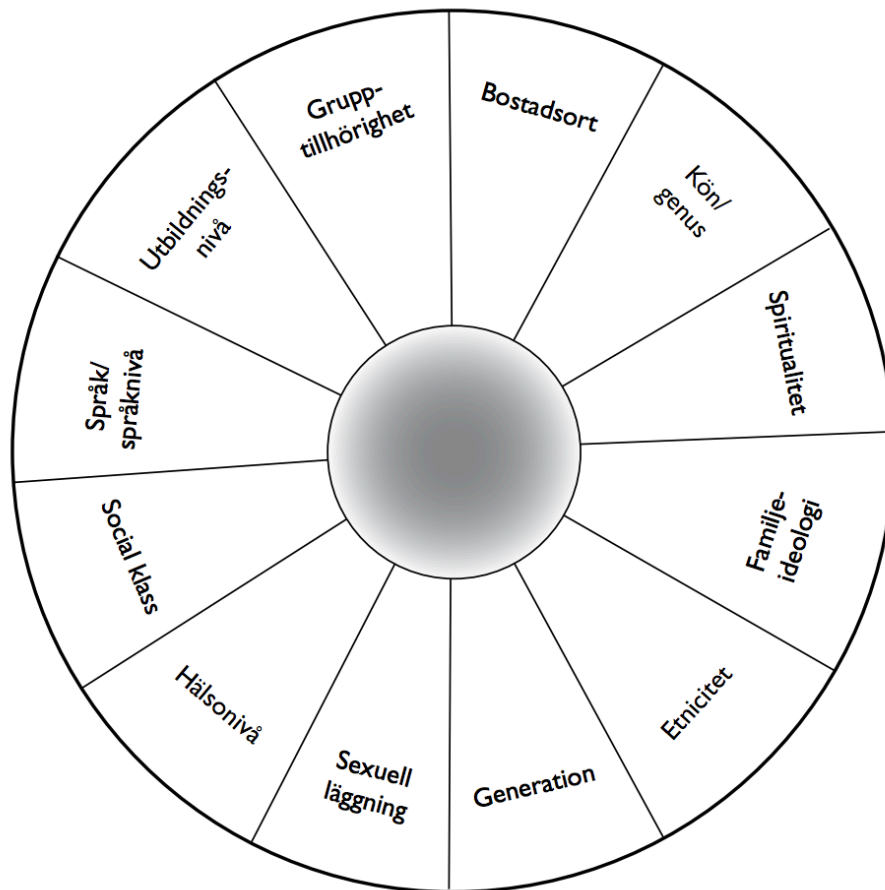 Bostadsort
Kön/
genus
Spiritualitet
Familje-
ideologi
Etnicitet
Generation
Sexuell
läggning
Hälsonivå
Social klass
Språk/
språknivå
Utbildnings-
nivå
Grupp-
tillhörighet